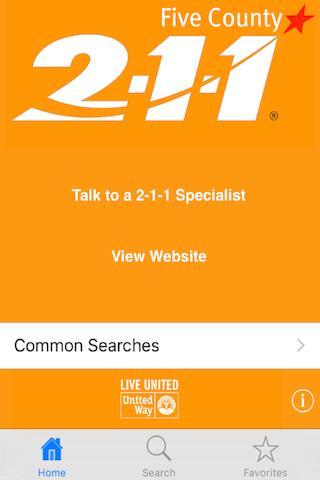 Five County
2-1-1
®
Talk to a 2-1-1 Specialist
View Website
Common Searches
LIVE UNITED
United
Way
i
Home
Search
Favorites